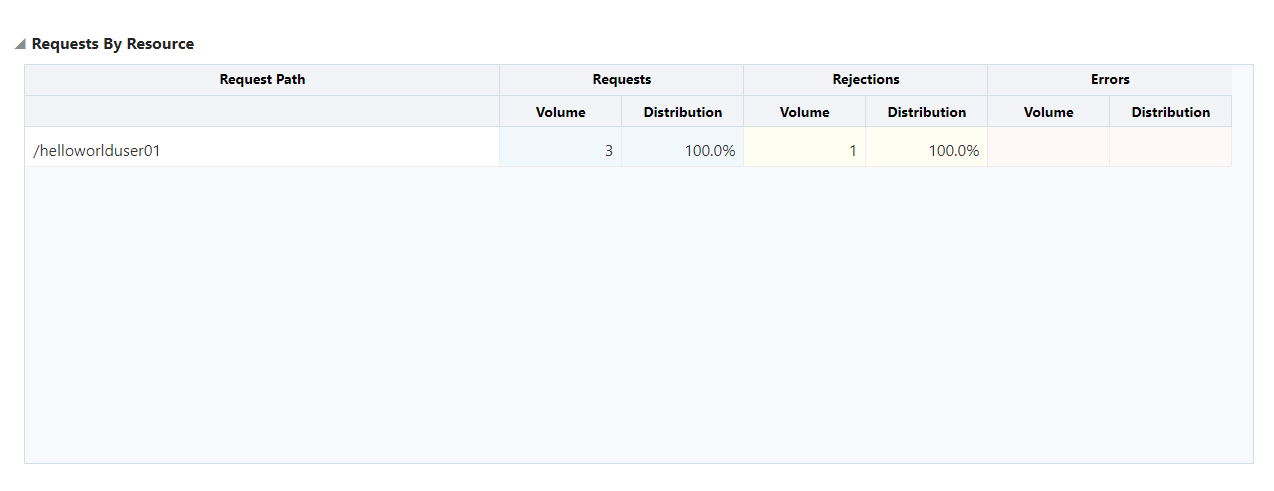 Requests By Resource
Request Path Requests Rejections Errors
Volume Distribution Volume Distribution Volume Distribution
/helloworlduser01 3 100.0% 1 100.0%